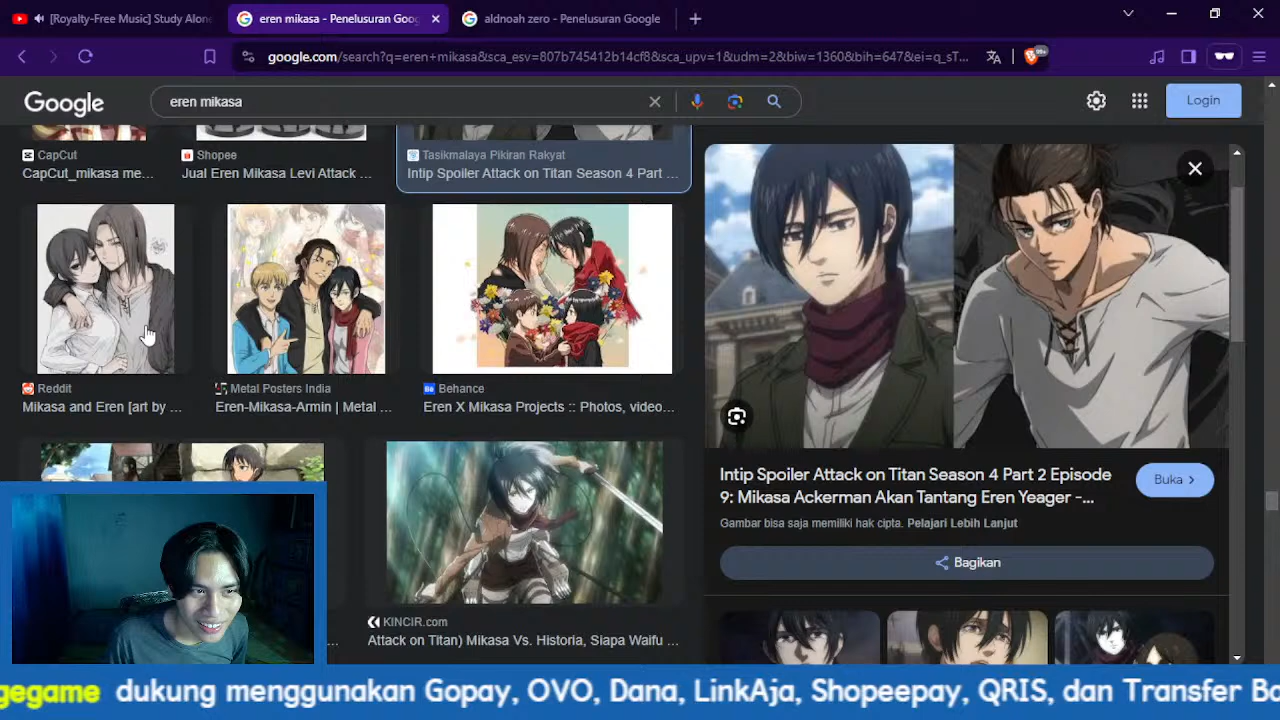 [Royalty-Free Music] Study Alone
eren mikasa - Penelusuran Goog
aldnoah zero - Penelusuran Google
google.com/search?q=eren+mikasa&sca_esv=807b745412b14cf8&sca_upv=1&udm=2&biw=1360&bih=647&ei=q_sT...
99+
Google
eren mikasa
Login
CapCut
CapCut_mikasa me...
Shopee
Jual Eren Mikasa Levi Attack ...
Tasikmalaya Pikiran Rakyat
Intip Spoiler Attack on Titan Season 4 Part ...
Reddit
Mikasa and Eren [art by ...
Metal Posters India
Eren-Mikasa-Armin | Metal ...
Bē Behance
Eren X Mikasa Projects :: Photos, video...
Intip Spoiler Attack on Titan Season 4 Part 2 Episode
9: Mikasa Ackerman Akan Tantang Eren Yeager -...
Buka
Gambar bisa saja memiliki hak cipta. Pelajari Lebih Lanjut
Bagikan
KINCIR.com
Attack on Titan) Mikasa Vs. Historia, Siapa Waifu ...
gegame dukung menggunakan Gopay, OVO, Dana, LinkAja, Shopeepay, QRIS, dan Transfer Ba